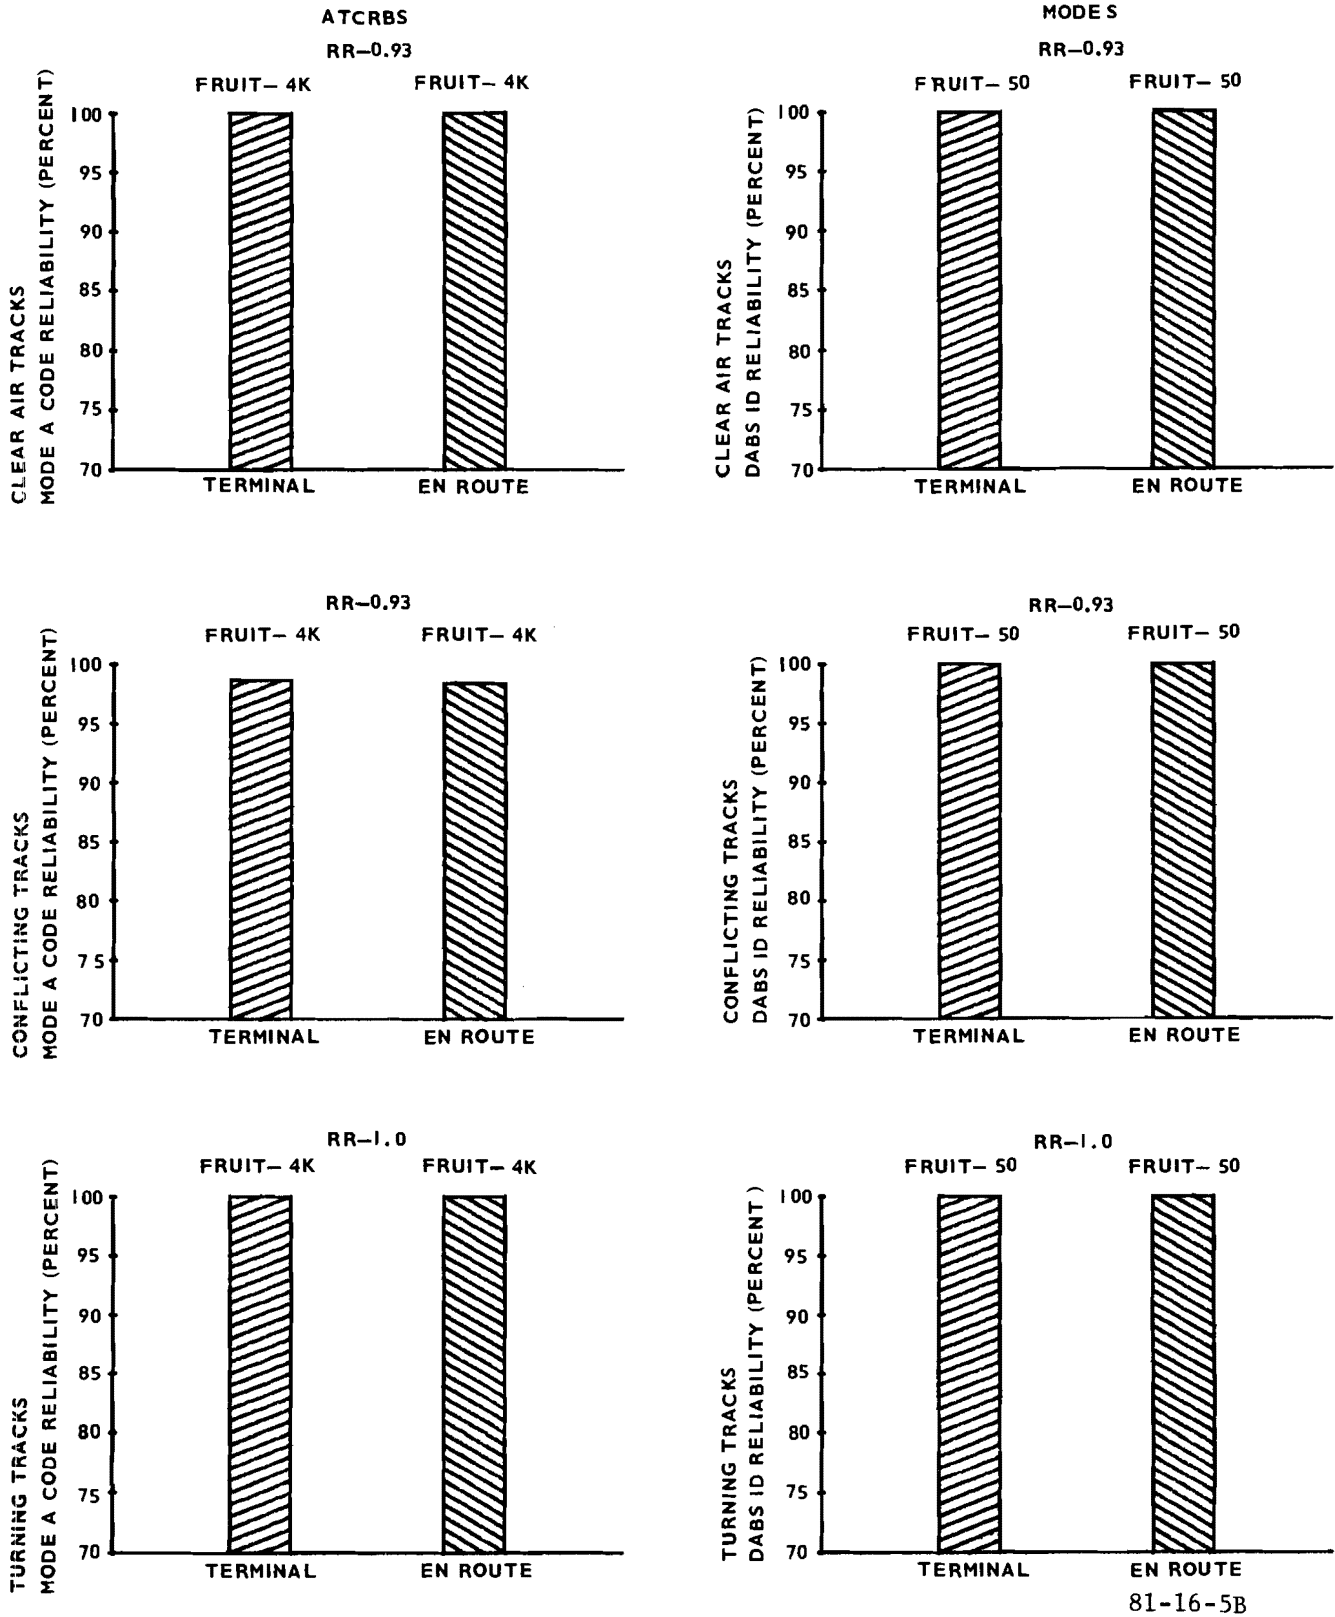 ATCRBS
RR-0.93
FRUIT- 4K FRUIT- 4K
CLEAR AIR TRACKS
MODE A CODE RELIABILITY (PERCENT)
100
95
90
85
80
75
70
TERMINAL EN ROUTE
MODE S
RR-0.93
FRUIT- 50 FRUIT- 50
CLEAR AIR TRACKS
DABS ID RELIABILITY (PERCENT)
100
95
90
85
80
75
70
TERMINAL EN ROUTE
RR-0.93
FRUIT- 4K FRUIT- 4K
CONFLICTING TRACKS
MODE A CODE RELIABILITY (PERCENT)
100
95
90
85
80
75
70
TERMINAL EN ROUTE
RR-0.93
FRUIT- 50 FRUIT- 50
CONFLICTING TRACKS
DABS ID RELIABILITY (PERCENT)
100
95
90
85
80
75
70
TERMINAL EN ROUTE
RR-1.0
FRUIT- 4K FRUIT- 4K
TURNING TRACKS
MODE A CODE RELIABILITY (PERCENT)
100
95
90
85
80
75
70
TERMINAL EN ROUTE
RR-1.0
FRUIT- 50 FRUIT- 50
TURNING TRACKS
DABS ID RELIABILITY (PERCENT)
100
95
90
85
80
75
70
TERMINAL EN ROUTE
81-16-5B